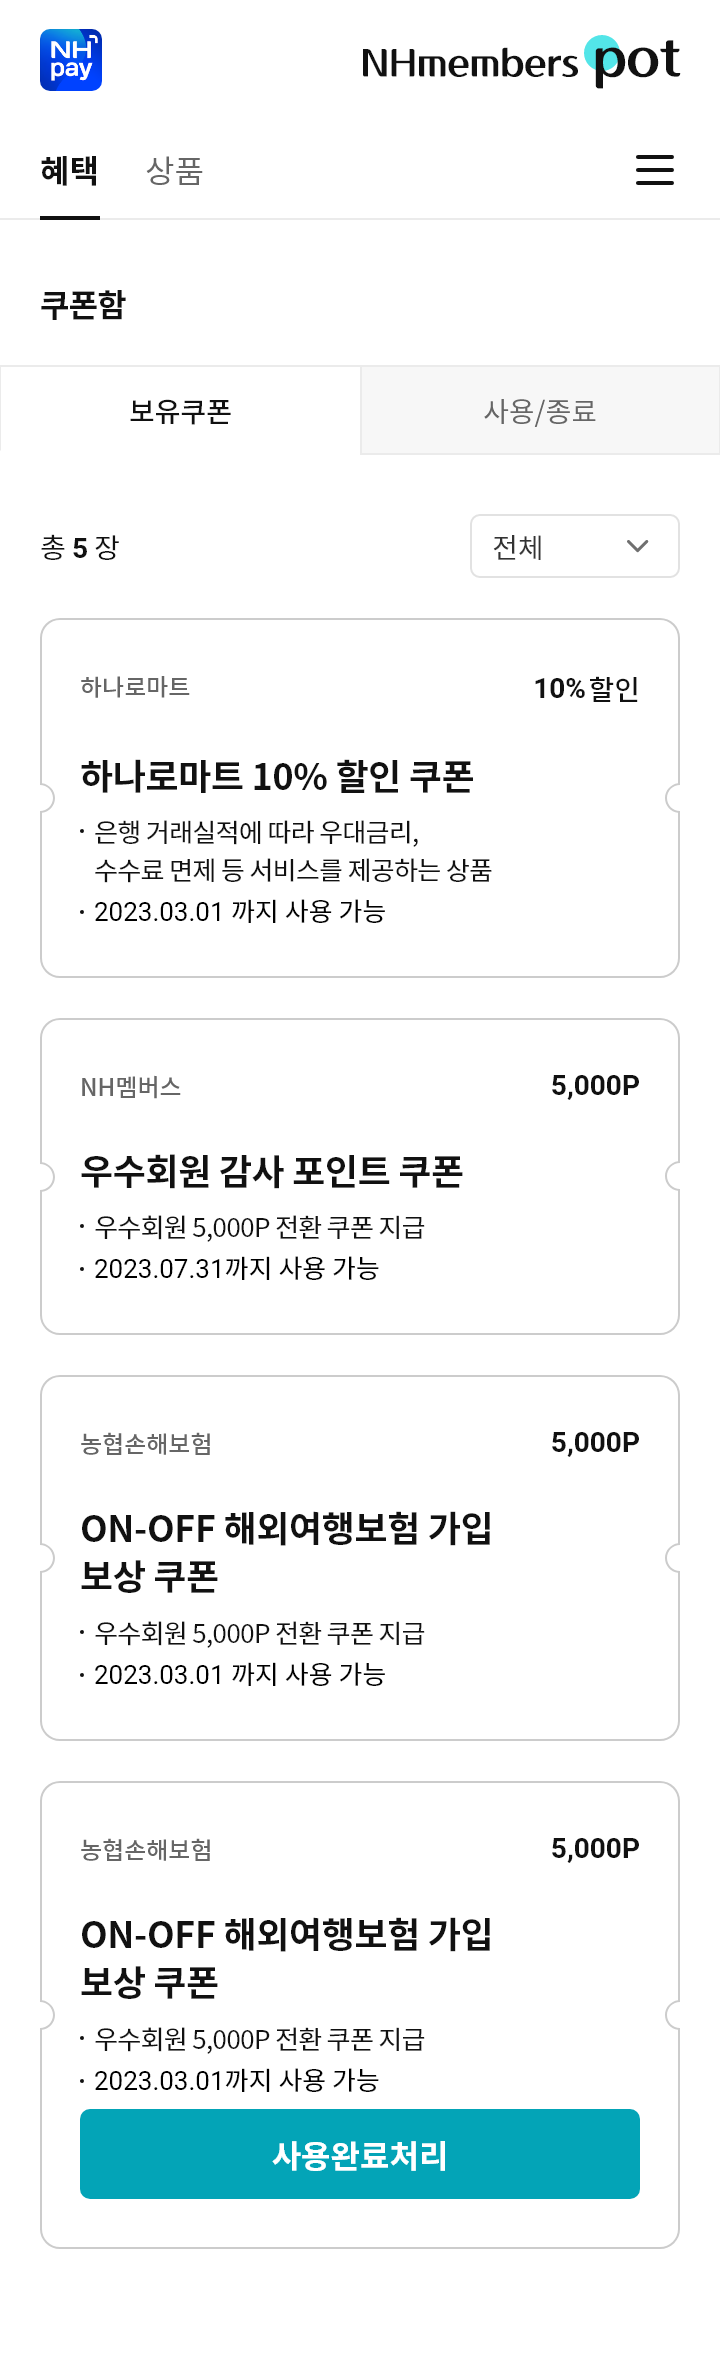 NH
pay
NHmembers pot
혜택 상품
쿠폰함
보유쿠폰 사용/종료
총 5 장 전체
하나로마트 10% 할인
하나로마트 10% 할인 쿠폰
· 은행 거래실적에 따라 우대금리,
수수료 면제 등 서비스를 제공하는 상품
· 2023.03.01 까지 사용 가능
NH멤버스 5,000P
우수회원 감사 포인트 쿠폰
· 우수회원 5,000P 전환 쿠폰 지급
· 2023.07.31까지 사용 가능
농협손해보험 5,000P
ON-OFF 해외여행보험 가입
보상 쿠폰
· 우수회원 5,000P 전환 쿠폰 지급
· 2023.03.01 까지 사용 가능
농협손해보험 5,000P
ON-OFF 해외여행보험 가입
보상 쿠폰
· 우수회원 5,000P 전환 쿠폰 지급
· 2023.03.01까지 사용 가능
사용완료처리